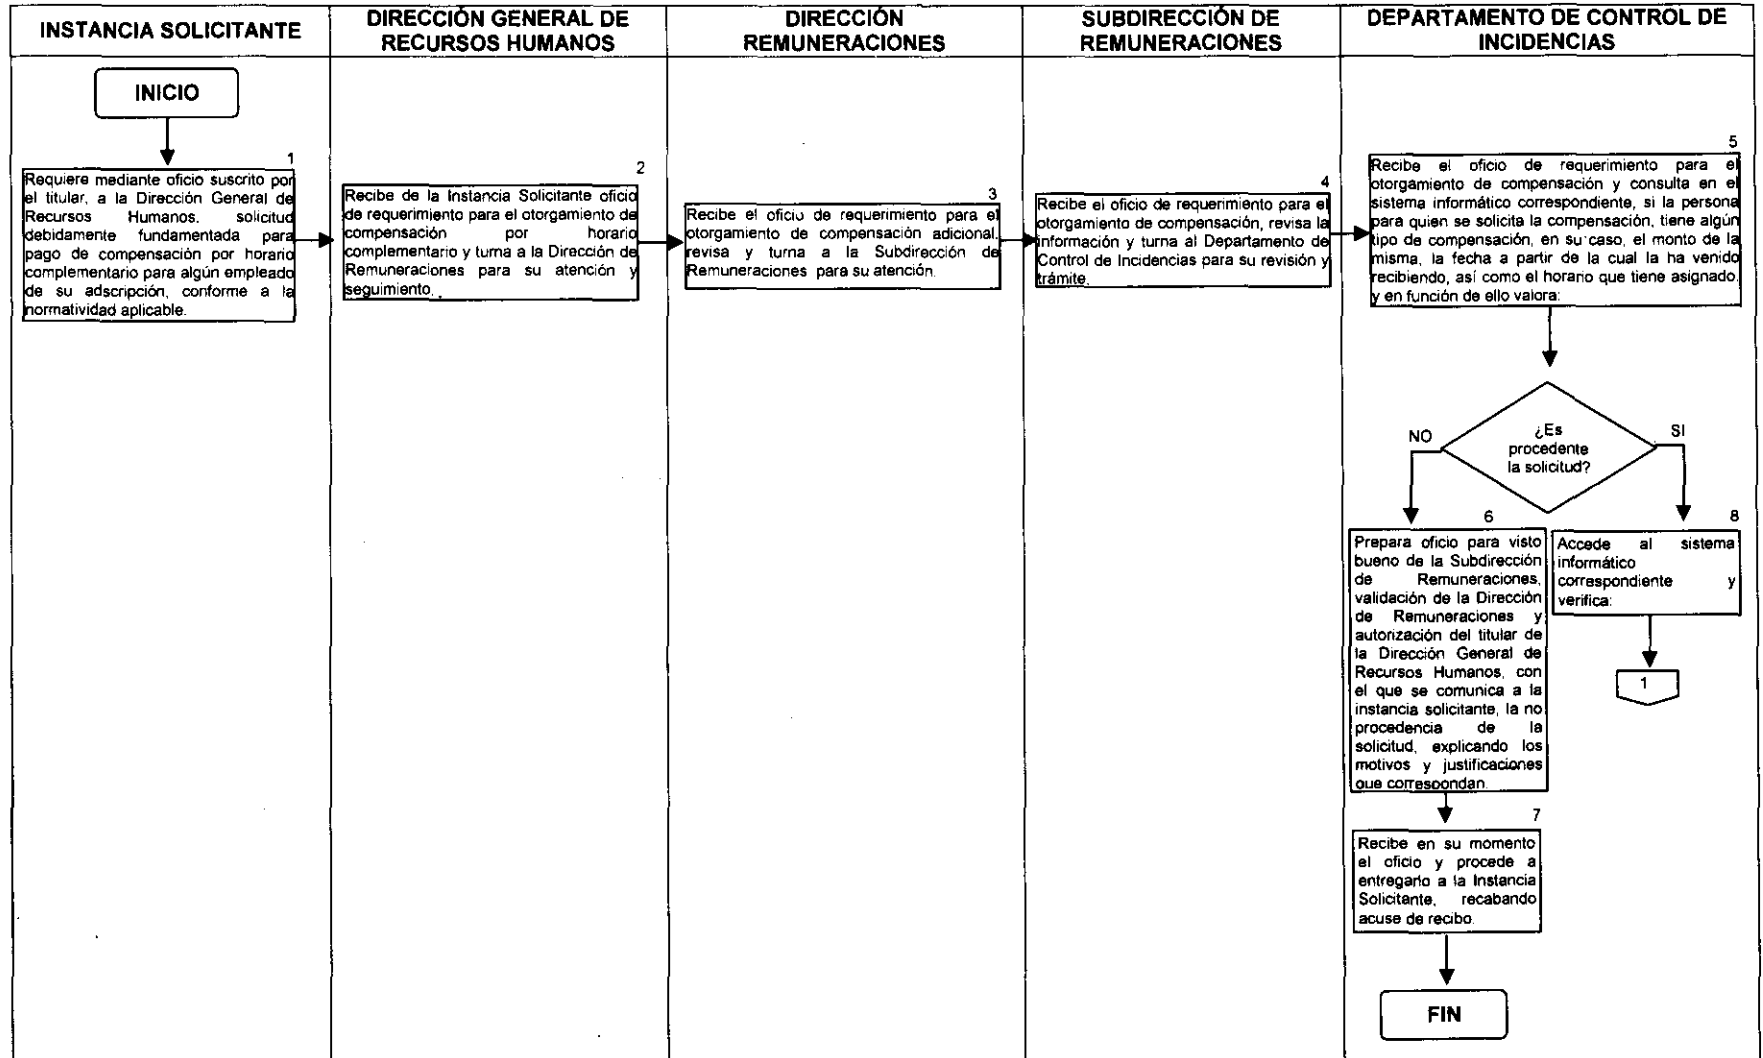 INSTANCIA SOLICITANTE
DIRECCIÓN GENERAL DE
RECURSOS HUMANOS
DIRECCIÓN
REMUNERACIONES
SUBDIRECCIÓN DE
REMUNERACIONES
DEPARTAMENTO DE CONTROL DE
INCIDENCIAS
INICIO
1
Requiere mediante oficio suscrito por
el titular, a la Dirección General de
Recursos Humanos. solicitud
debidamente fundamentada para
pago de compensación por horario
complementario para algún empleado
de su adscripción, conforme a la
normatividad aplicable.
2
Recibe de la Instancia Solicitante oficio
de requerimiento para el otorgamiento de
compensación por horario
complementario y turna a la Dirección de
Remuneraciones para su atención y
seguimiento.
3
Recibe el oficio de requerimiento para el
otorgamiento de compensación adicional,
revisa y turna a la Subdirección de
Remuneraciones para su atención.
4
Recibe el oficio de requerimiento para el
otorgamiento de compensación, revisa la
información y turna al Departamento de
Control de Incidencias para su revisión y
trámite.
5
Recibe el oficio de requerimiento para el
otorgamiento de compensación y consulta en el
sistema informático correspondiente, si la persona
para quien se solicita la compensación, tiene algún
tipo de compensación, en su caso, el monto de la
misma, la fecha a partir de la cual la ha venido
recibiendo, así como el horario que tiene asignado,
y en función de ello valora:
¿Es
procedente
la solicitud?
NO
SI
6
Prepara oficio para visto
bueno de la Subdirección
de Remuneraciones,
validación de la Dirección
de Remuneraciones y
autorización del titular de
la Dirección General de
Recursos Humanos, con
el que se comunica a la
instancia solicitante, la no
procedencia de la
solicitud, explicando los
motivos y justificaciones
que correspondan.
8
Accede al sistema
informático
correspondiente y
verifica:
1
7
Recibe en su momento
el oficio y procede a
entregarlo a la Instancia
Solicitante, recabando
acuse de recibo.
FIN